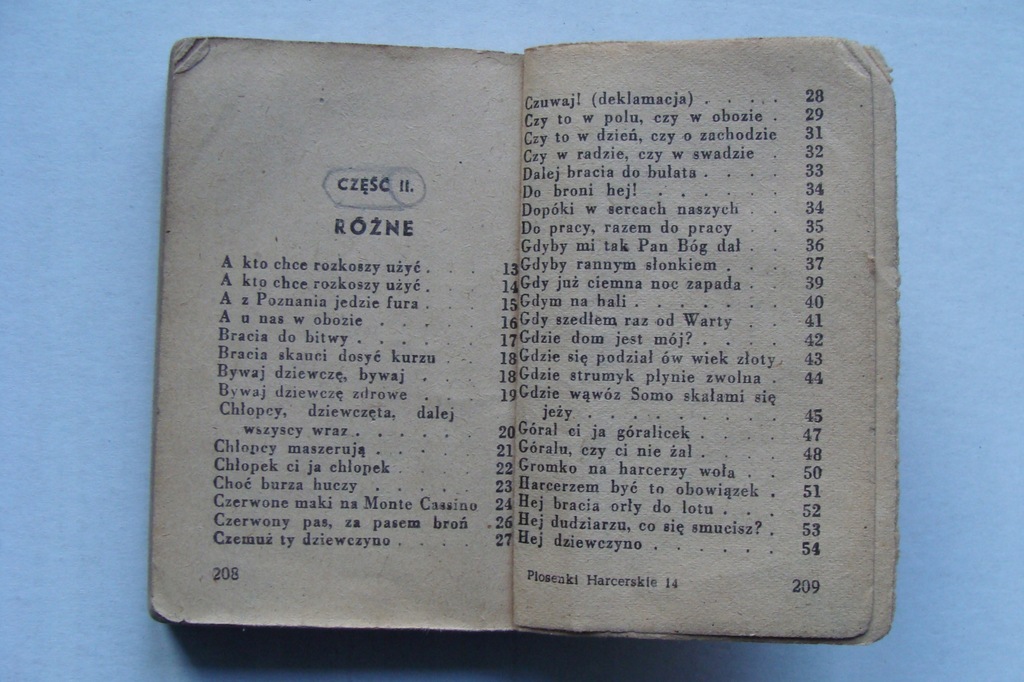 CZĘŚĆ II.
RÓŻNE
A kto chce rozkoszy użyć . . . 13
A kto chce rozkoszy użyć . . . 14
A z Poznania jedzie fura . . . 15
A u nas w obozie . . . . . 16
Bracia do bitwy . . . . . . 17
Bracia skauci dosyć kurzu . . 18
Bywaj dziewczę, bywaj . . . 18
Bywaj dziewczę zdrowe . . . 19
Chłopcy, dziewczęta, dalej
wszyscy wraz . . . . . . 20
Chłopcy maszerują . . . . . 21
Chłopek ci ja chłopek . . . . 22
Choć burza huczy . . . . . 23
Czerwone maki na Monte Cassino 24
Czerwony pas, za pasem broń . 26
Czemuż ty dziewczyno . . . . 27
208
Czuwaj! (deklamacja) . . . . 28
Czy to w polu, czy w obozie . 29
Czy to w dzień, czy o zachodzie 31
Czy w radzie, czy w swadzie . 32
Dalej bracia do bułata . . . . 33
Do broni hej! . . . . . . 34
Dopóki w sercach naszych . . 34
Do pracy, razem do pracy . . 35
Gdyby mi tak Pan Bóg dał . . 36
Gdyby rannym słonkiem . . . 37
Gdy już ciemna noc zapada . . 39
Gdym na hali . . . . . . . 40
Gdy szedłem raz od Warty . . 41
Gdzie dom jest mój? . . . . 42
Gdzie się podział ów wiek złoty. 43
Gdzie strumyk płynie zwolna . 44
Gdzie wąwóz Somo skałami się
jeży . . . . . . . . . 45
Góral ci ja góralicek . . . . 47
Góralu, czy ci nie żal . . . . 48
Gromko na harcerzy woła . . 50
Harcerzem być to obowiązek . 51
Hej bracia orły do lotu . . . 52
Hej dudziarzu, co się smucisz? . 53
Hej dziewczyno . . . . . . 54
Piosenki Harcerskie 14
209